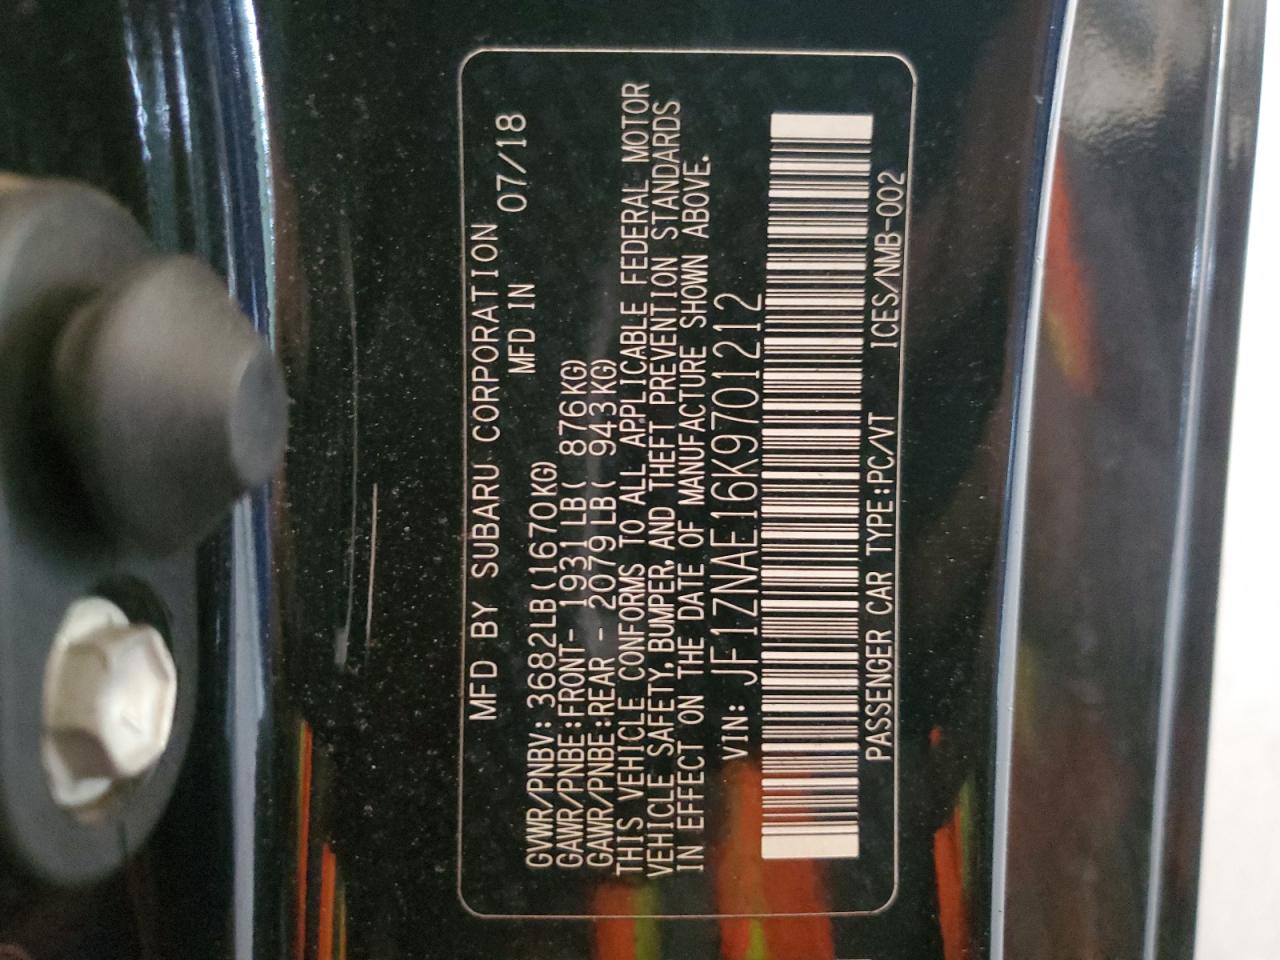 MFD BY SUBARU CORPORATION
MFD IN 07/18
GVWR/PNBV: 3682LB(1670KG)
GAWR/PNBE:FRONT- 1931LB( 876KG)
GAWR/PNBE:REAR - 2079LB( 943KG)
THIS VEHICLE CONFORMS TO ALL APPLICABLE FEDERAL MOTOR
VEHICLE SAFETY, BUMPER, AND THEFT PREVENTION STANDARDS
IN EFFECT ON THE DATE OF MANUFACTURE SHOWN ABOVE.
VIN: JF1ZNAE16K9701212
PASSENGER CAR TYPE:PC/VT ICES/NMB-002